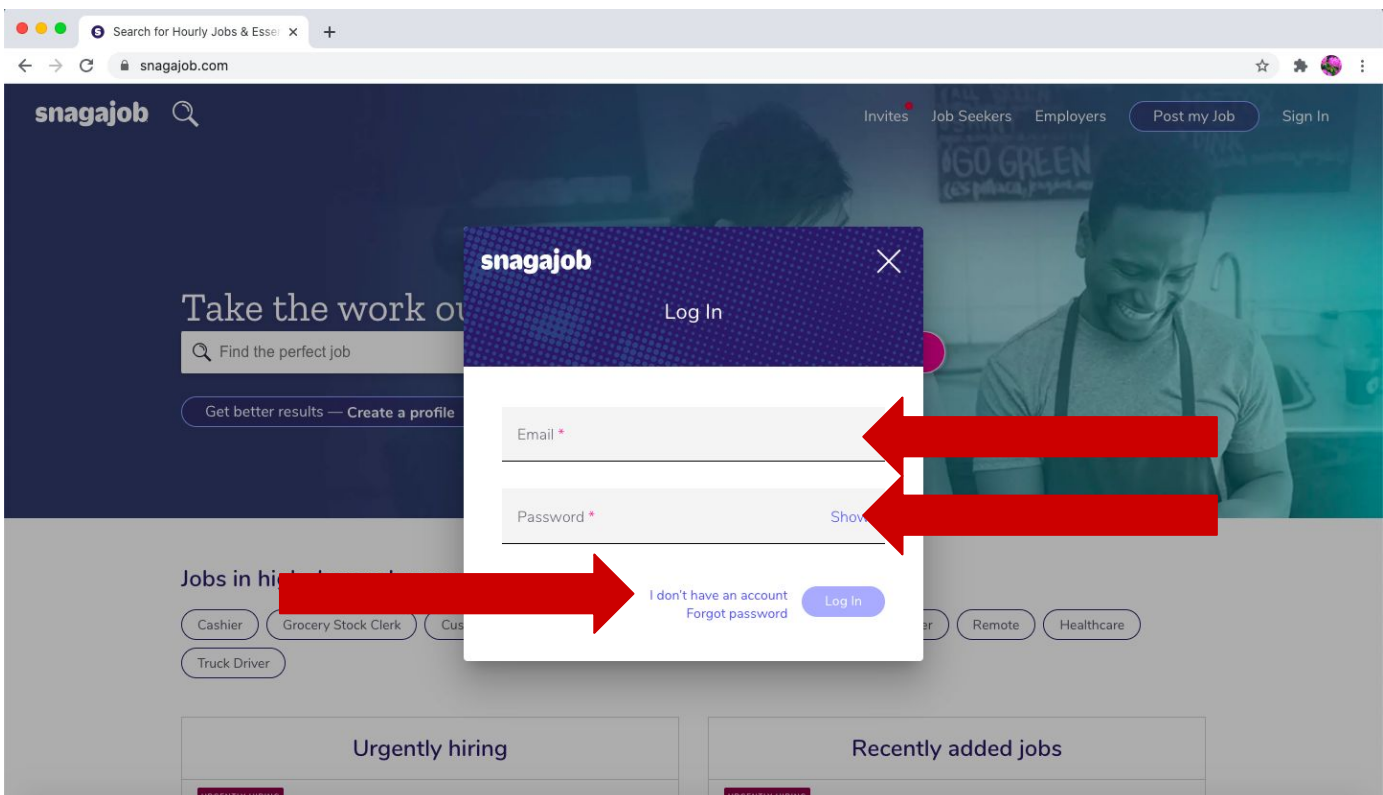 Search for Hourly Jobs & Esse
snagajob.com
snagajob
Invites Job Seekers Employers Post my Job Sign In
GO GREEN
snagajob
Log In
Take the work
Find the perfect job
Get better results — Create a profile
Email *
Password * Show
Jobs in
I don't have an account
Forgot password
Log In
Cashier Grocery Stock Clerk Remote Healthcare
Truck Driver
Urgently hiring Recently added jobs